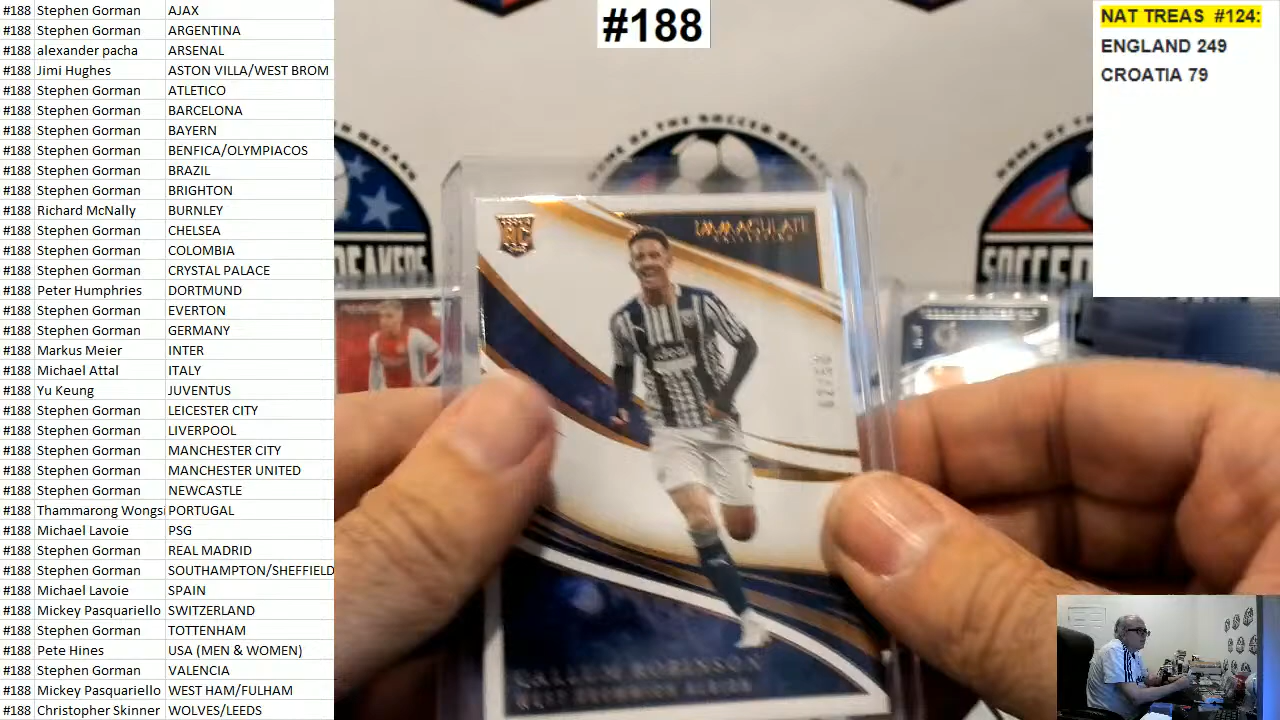 #188 Stephen Gorman AJAX
#188 Stephen Gorman ARGENTINA
#188 alexander pacha ARSENAL
#188 Jimi Hughes ASTON VILLA/WEST BROM
#188 Stephen Gorman ATLETICO
#188 Stephen Gorman BARCELONA
#188 Stephen Gorman BAYERN
#188 Stephen Gorman BENFICA/OLYMPIACOS
#188 Stephen Gorman BRAZIL
#188 Stephen Gorman BRIGHTON
#188 Richard McNally BURNLEY
#188 Stephen Gorman CHELSEA
#188 Stephen Gorman COLOMBIA
#188 Stephen Gorman CRYSTAL PALACE
#188 Peter Humphries DORTMUND
#188 Stephen Gorman EVERTON
#188 Stephen Gorman GERMANY
#188 Markus Meier INTER
#188 Michael Attal ITALY
#188 Yu Keung JUVENTUS
#188 Stephen Gorman LEICESTER CITY
#188 Stephen Gorman LIVERPOOL
#188 Stephen Gorman MANCHESTER CITY
#188 Stephen Gorman MANCHESTER UNITED
#188 Stephen Gorman NEWCASTLE
#188 Thammarong Wongsi PORTUGAL
#188 Michael Lavoie PSG
#188 Stephen Gorman REAL MADRID
#188 Stephen Gorman SOUTHAMPTON/SHEFFIELD
#188 Michael Lavoie SPAIN
#188 Mickey Pasquariello SWITZERLAND
#188 Stephen Gorman TOTTENHAM
#188 Pete Hines USA (MEN & WOMEN)
#188 Stephen Gorman VALENCIA
#188 Mickey Pasquariello WEST HAM/FULHAM
#188 Christopher Skinner WOLVES/LEEDS
#188
NAT TREAS #124:
ENGLAND 249
CROATIA 79
RC
IMMACULATE
COLLECTION
CALLUM ROBINSON
WEST BROMWICH ALBION